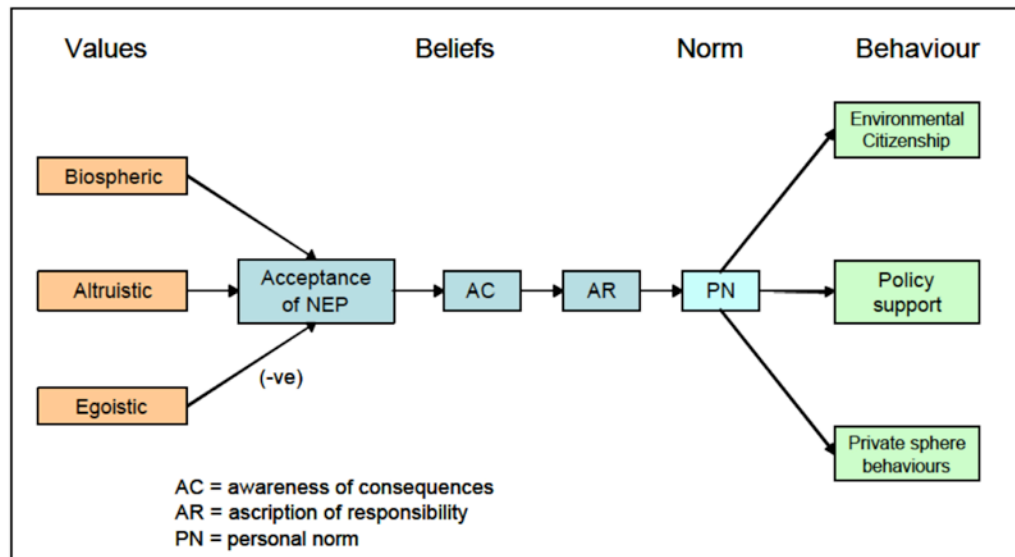 Values Beliefs Norm Behaviour
Environmental
Citizenship
Biospheric
Altruistic
Acceptance
of NEP
AC
AR
PN
Policy
support
(-ve)
Egoistic
Private sphere
behaviours
AC = awareness of consequences
AR = ascription of responsibility
PN = personal norm